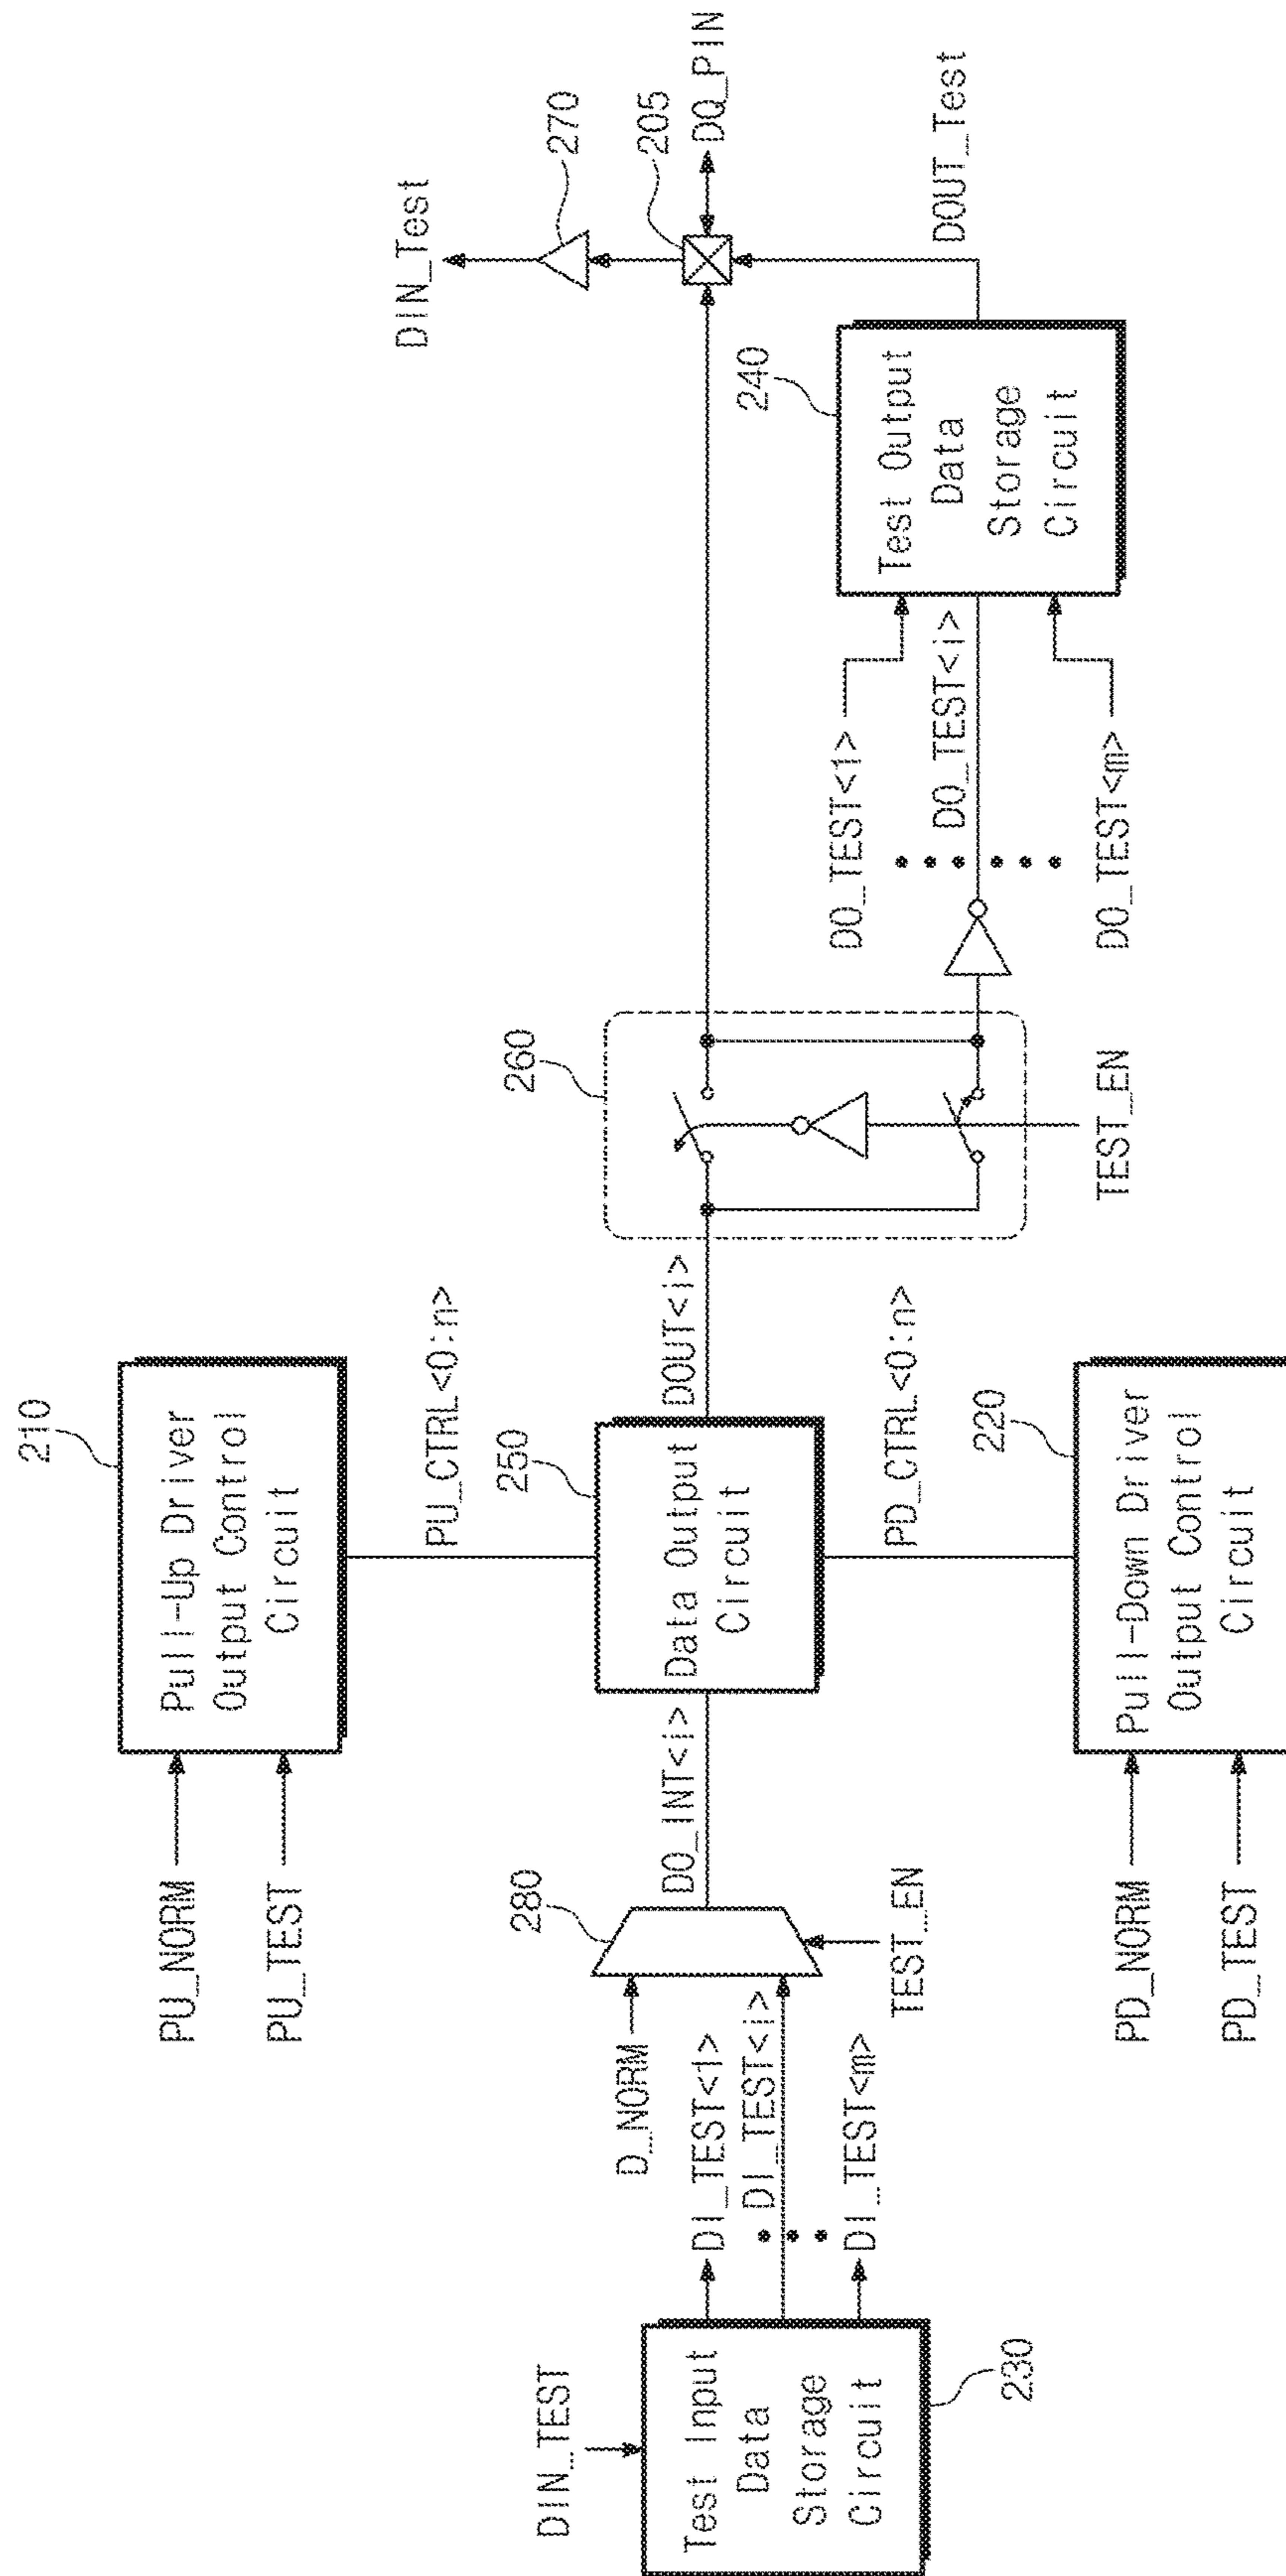 210
Pull-Up Driver
Output Control
Circuit
PU_NORM
PU_TEST
PU_CTRL<0:n>
DIN_TEST
Test Input
Data
Storage
Circuit
230
DI_TEST<1>
DI_TEST<i>
DI_TEST<m>
D_NORM
280
TEST_EN
DO_INT<i>
250
Data Output
Circuit
DOUT<i>
PD_CTRL<0:n>
220
Pull-Down Driver
Output Control
Circuit
PD_NORM
PD_TEST
260
TEST_EN
DO_TEST<1>
DO_TEST<i>
DO_TEST<m>
240
Test Output
Data
Storage
Circuit
DOUT_Test
DIN_Test
270
205
DQ_PIN